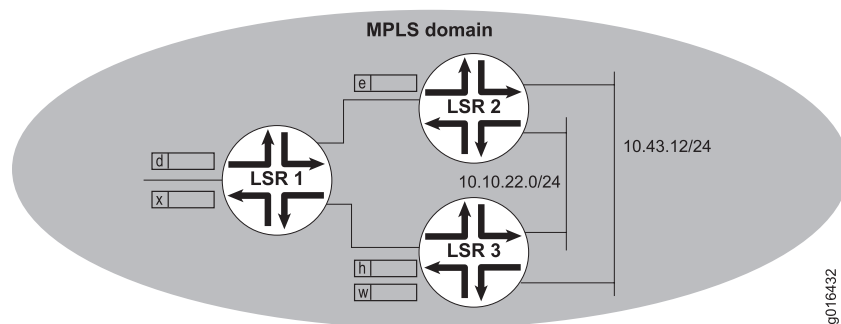 MPLS domain
e
LSR 2
10.43.12/24
d
LSR 1
10.10.22.0/24
x
LSR 3
h
w
g016432